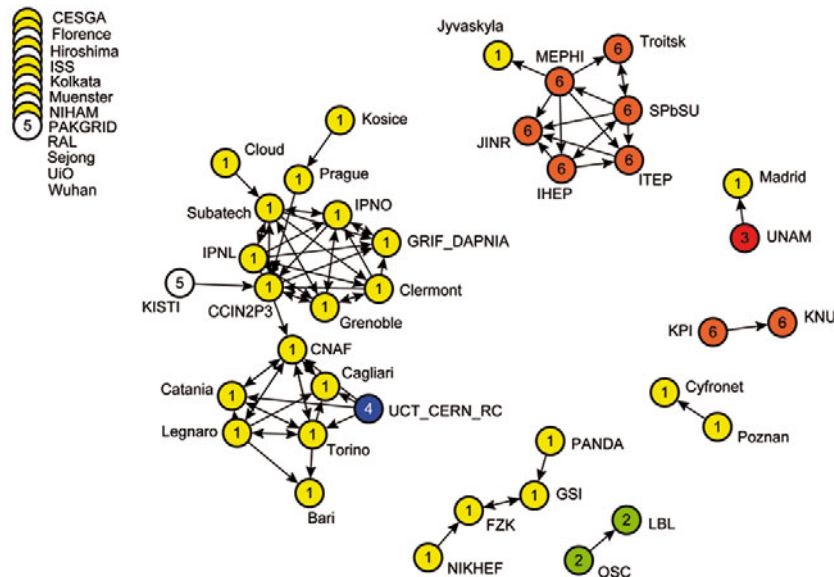 CESGA
Florence
Hiroshima
ISS
Kolkata
Muenster
NIHAM
5 PAKGRID
RAL
Sejong
UiO
Wuhan
Jyvaskyla
1
MEPHI
6
Troitsk
6
SPbSU
6
JINR
6
IHEP
6
ITEP
6
Kosice
1
Cloud
1
Prague
1
Subatech
1
IPNO
1
GRIF_DAPNIA
1
IPNL
1
Clermont
1
KISTI
5
CCIN2P3
1
Grenoble
1
Madrid
1
UNAM
3
KPI
6
KNU
6
CNAF
1
Cagliari
1
Catania
1
UCT_CERN_RC
4
Legnaro
1
Torino
1
Bari
1
Cyfronet
1
Poznan
1
PANDA
1
GSI
1
FZK
1
NIKHEF
1
LBL
2
OSC
2